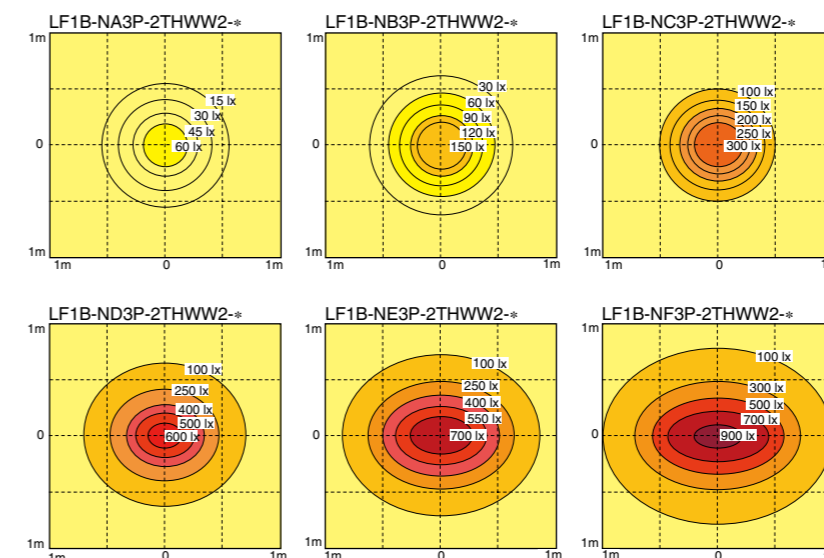 LF1B-NA3P-2THWW2-*
1m
15 lx
30 lx
45 lx
60 lx
0
1m
1m
0
1m
LF1B-NB3P-2THWW2-*
1m
30 lx
60 lx
90 lx
120 lx
150 lx
0
1m
1m
0
1m
LF1B-NC3P-2THWW2-*
1m
100 lx
150 lx
200 lx
250 lx
300 lx
0
1m
1m
0
LF1B-ND3P-2THWW2-*
1m
100 lx
250 lx
400 lx
500 lx
600 lx
0
1m
1m
0
1m
LF1B-NE3P-2THWW2-*
1m
100 lx
250 lx
400 lx
550 lx
700 lx
0
1m
1m
0
1m
LF1B-NF3P-2THWW2-*
1m
100 lx
300 lx
500 lx
700 lx
900 lx
0
1m
1m
0